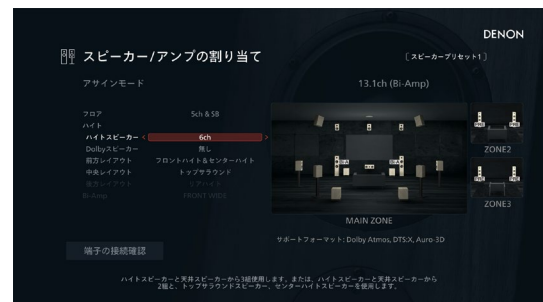 DENON
スピーカー/アンプの割り当て
[ スピーカープリセット1 ]
アサインモード
13.1ch (Bi-Amp)
フロア 5ch & SB
ハイト
ハイトスピーカー < 6ch >
Dolbyスピーカー 無し
前方レイアウト フロントハイト&センターハイト
中央レイアウト トップサラウンド
後方レイアウト リアハイト
Bi-Amp FRONT WIDE
ZONE2
ZONE3
MAIN ZONE
サポートフォーマット: Dolby Atmos, DTS:X, Auro-3D
端子の接続確認
ハイトスピーカーと天井スピーカーから3組使用します。または、ハイトスピーカーと天井スピーカーから
2組と、トップサラウンドスピーカー、センターハイトスピーカーを使用します。